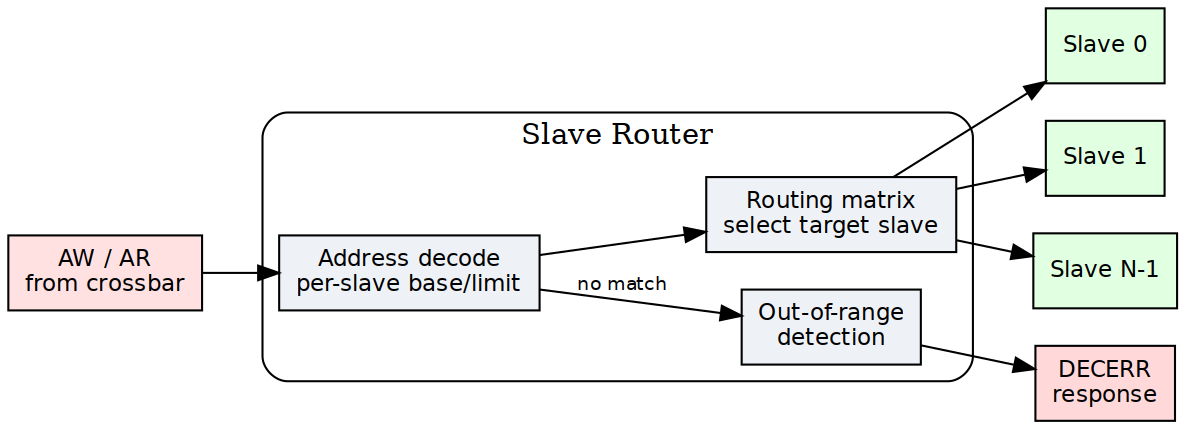 Slave Router
AW / AR
from crossbar
Address decode
per-slave base/limit
no match
Routing matrix
select target slave
Out-of-range
detection
Slave 0
Slave 1
Slave N-1
DECERR
response